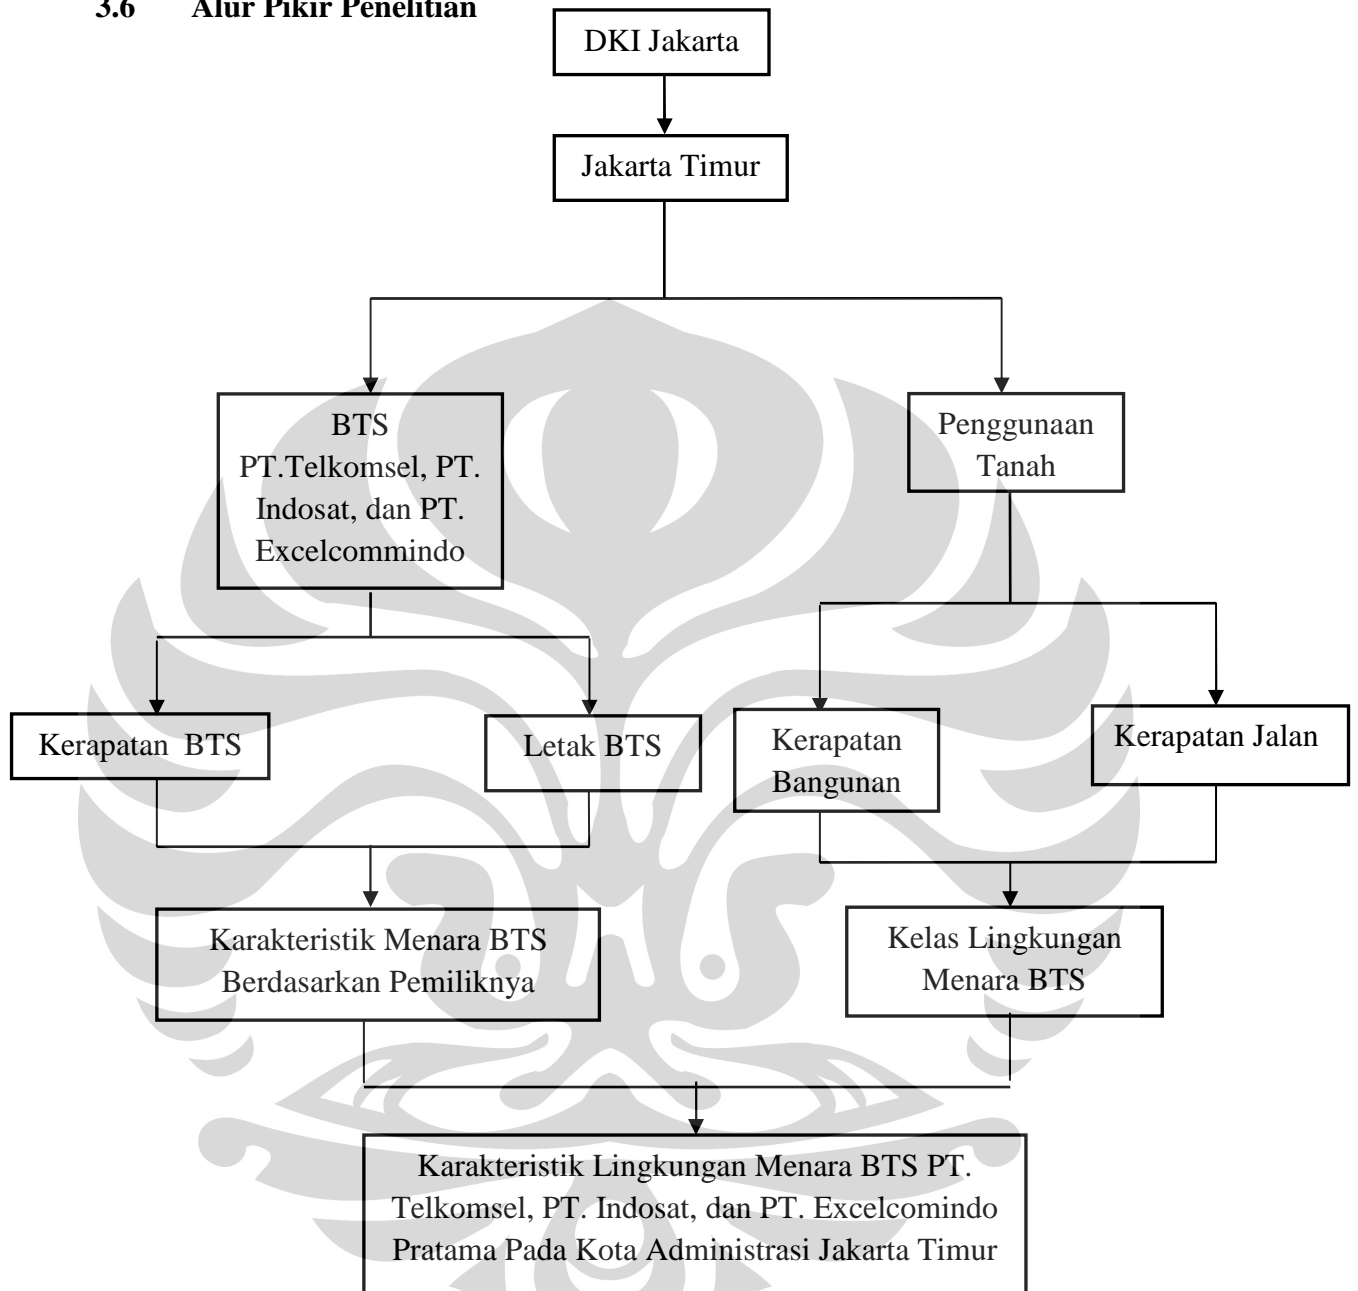 3.6 Alur Pikir Penelitian
DKI Jakarta
Jakarta Timur
BTS
PT.Telkomsel, PT.
Indosat, dan PT.
Excelcommindo
Penggunaan
Tanah
Kerapatan BTS
Letak BTS
Kerapatan
Bangunan
Kerapatan Jalan
Karakteristik Menara BTS
Berdasarkan Pemiliknya
Kelas Lingkungan
Menara BTS
Karakteristik Lingkungan Menara BTS PT.
Telkomsel, PT. Indosat, dan PT. Excelcomindo
Pratama Pada Kota Administrasi Jakarta Timur